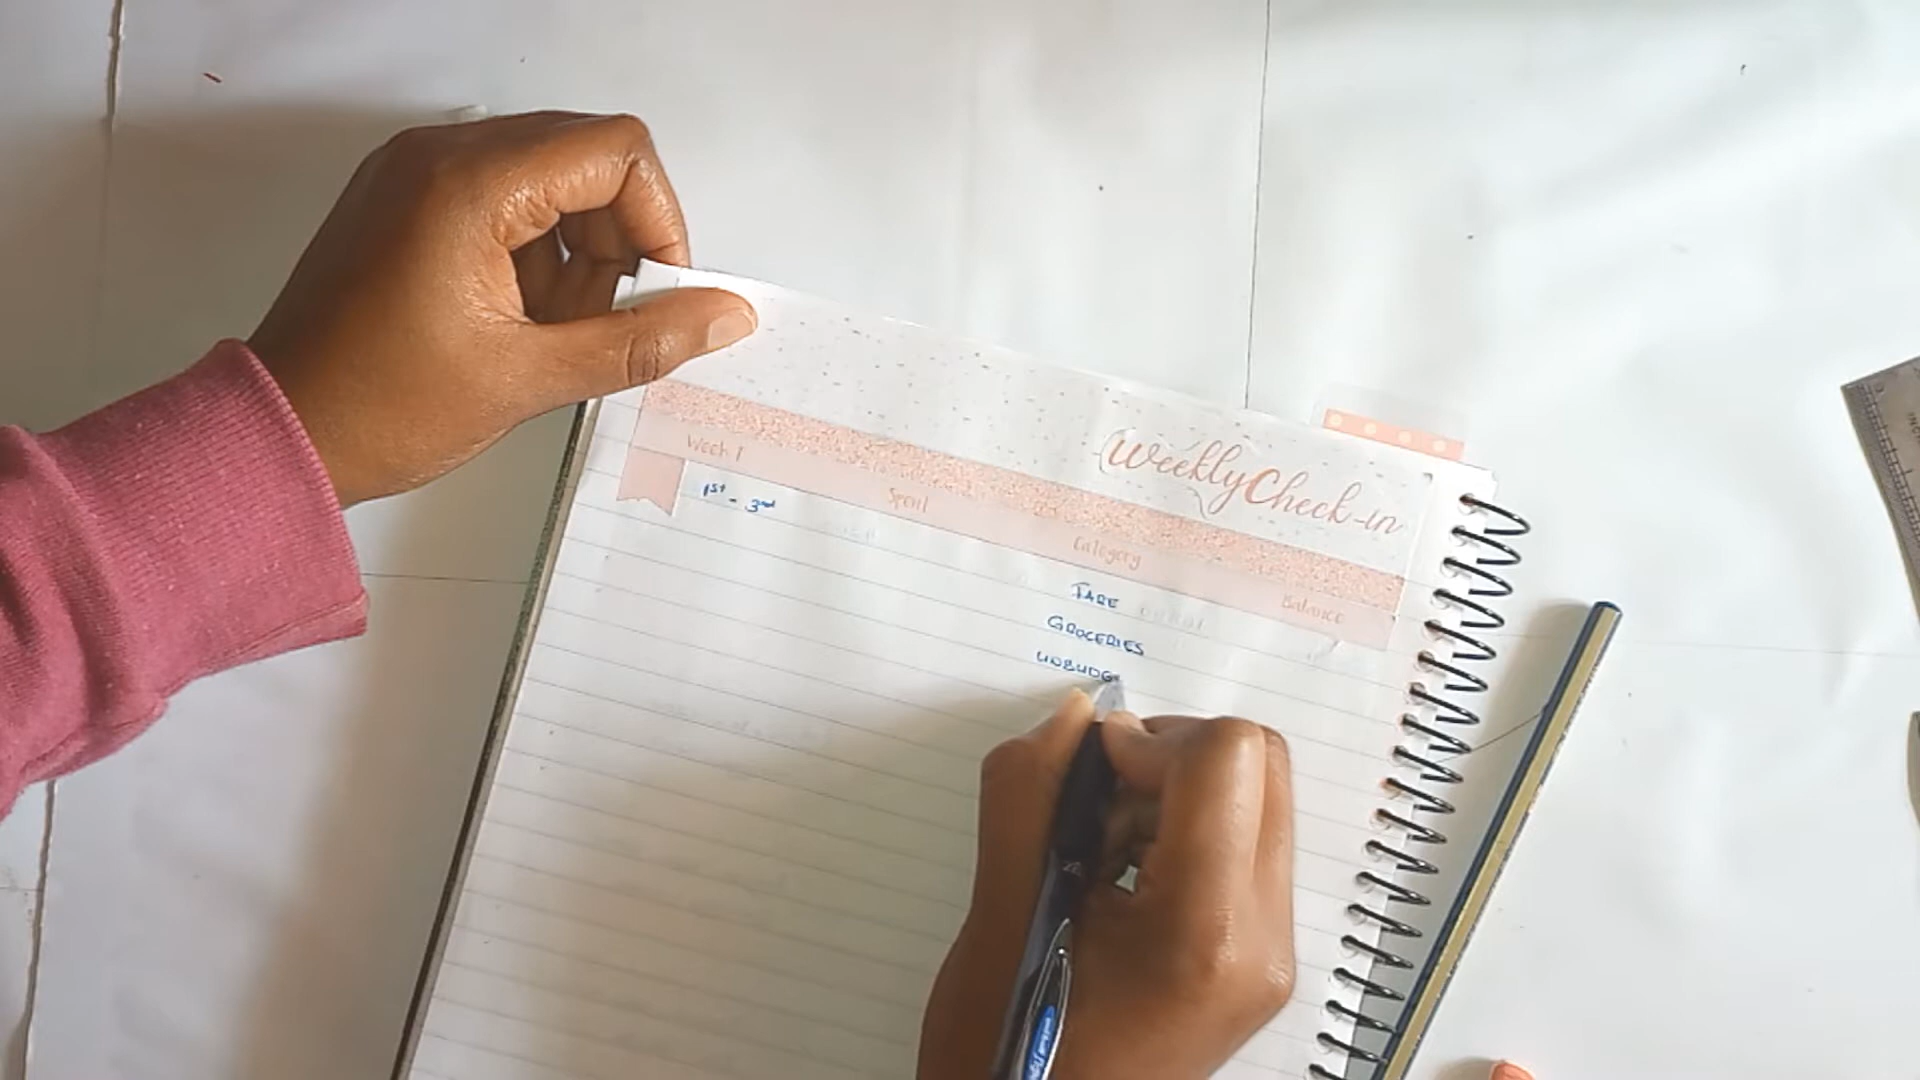 Weekly Check-in
Week 1
Spent
Category
Balance
1st - 3rd
FARE
GROCERIES
UNBUDG